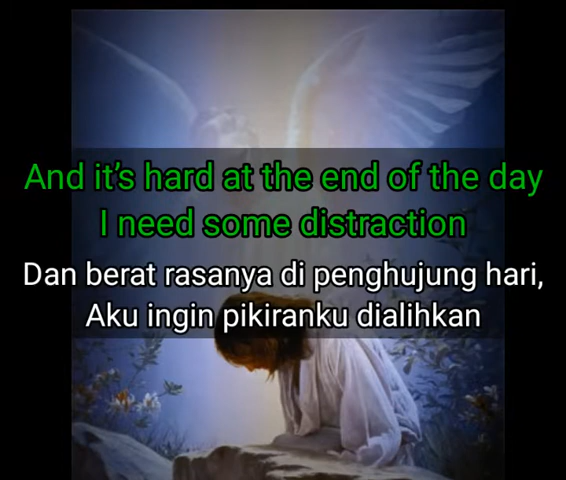 And it's hard at the end of the day
I need some distraction
Dan berat rasanya di penghujung hari,
Aku ingin pikiranku dialihkan